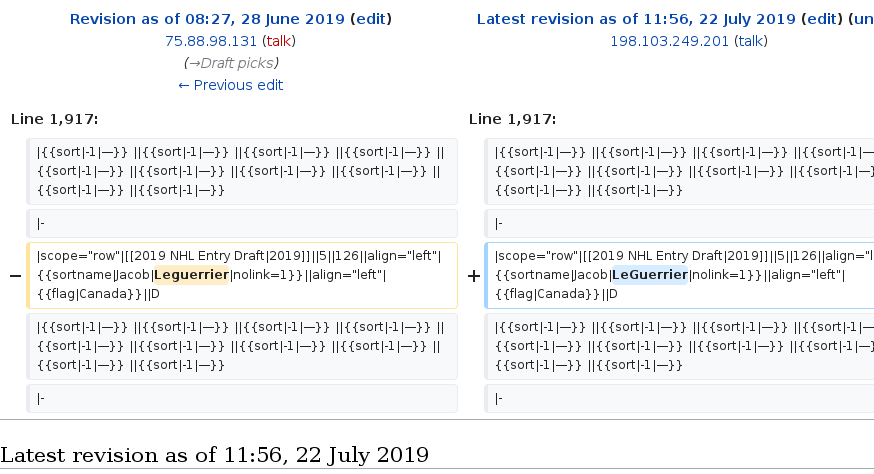 Revision as of 08:27, 28 June 2019 (edit)
75.88.98.131 (talk)
(→Draft picks)
← Previous edit
Latest revision as of 11:56, 22 July 2019 (edit) (un
198.103.249.201 (talk)
Line 1,917:
Line 1,917:
|{{sort|-1|—}} ||{{sort|-1|—}} ||{{sort|-1|—}} ||{{sort|-1|—}} ||
{{sort|-1|—}} ||{{sort|-1|—}} ||{{sort|-1|—}} ||{{sort|-1|—}} ||
{{sort|-1|—}} ||{{sort|-1|—}}
|{{sort|-1|—}} ||{{sort|-1|—}} ||{{sort|-1|—}} ||{{sort|-1|—
{{sort|-1|—}} ||{{sort|-1|—}} ||{{sort|-1|—}} ||{{sort|-1|—}
{{sort|-1|—}} ||{{sort|-1|—}}
|-
|-
− |scope="row"|[[2019 NHL Entry Draft|2019]]||5||126||align="left"|
{{sortname|Jacob|Leguerrier|nolink=1}}||align="left"|
{{flag|Canada}}||D
+ |scope="row"|[[2019 NHL Entry Draft|2019]]||5||126||align="l
{{sortname|Jacob|LeGuerrier|nolink=1}}||align="left"|
{{flag|Canada}}||D
|{{sort|-1|—}} ||{{sort|-1|—}} ||{{sort|-1|—}} ||{{sort|-1|—}} ||
{{sort|-1|—}} ||{{sort|-1|—}} ||{{sort|-1|—}} ||{{sort|-1|—}} ||
{{sort|-1|—}} ||{{sort|-1|—}}
|{{sort|-1|—}} ||{{sort|-1|—}} ||{{sort|-1|—}} ||{{sort|-1|—
{{sort|-1|—}} ||{{sort|-1|—}} ||{{sort|-1|—}} ||{{sort|-1|—}
{{sort|-1|—}} ||{{sort|-1|—}}
|-
|-
Latest revision as of 11:56, 22 July 2019